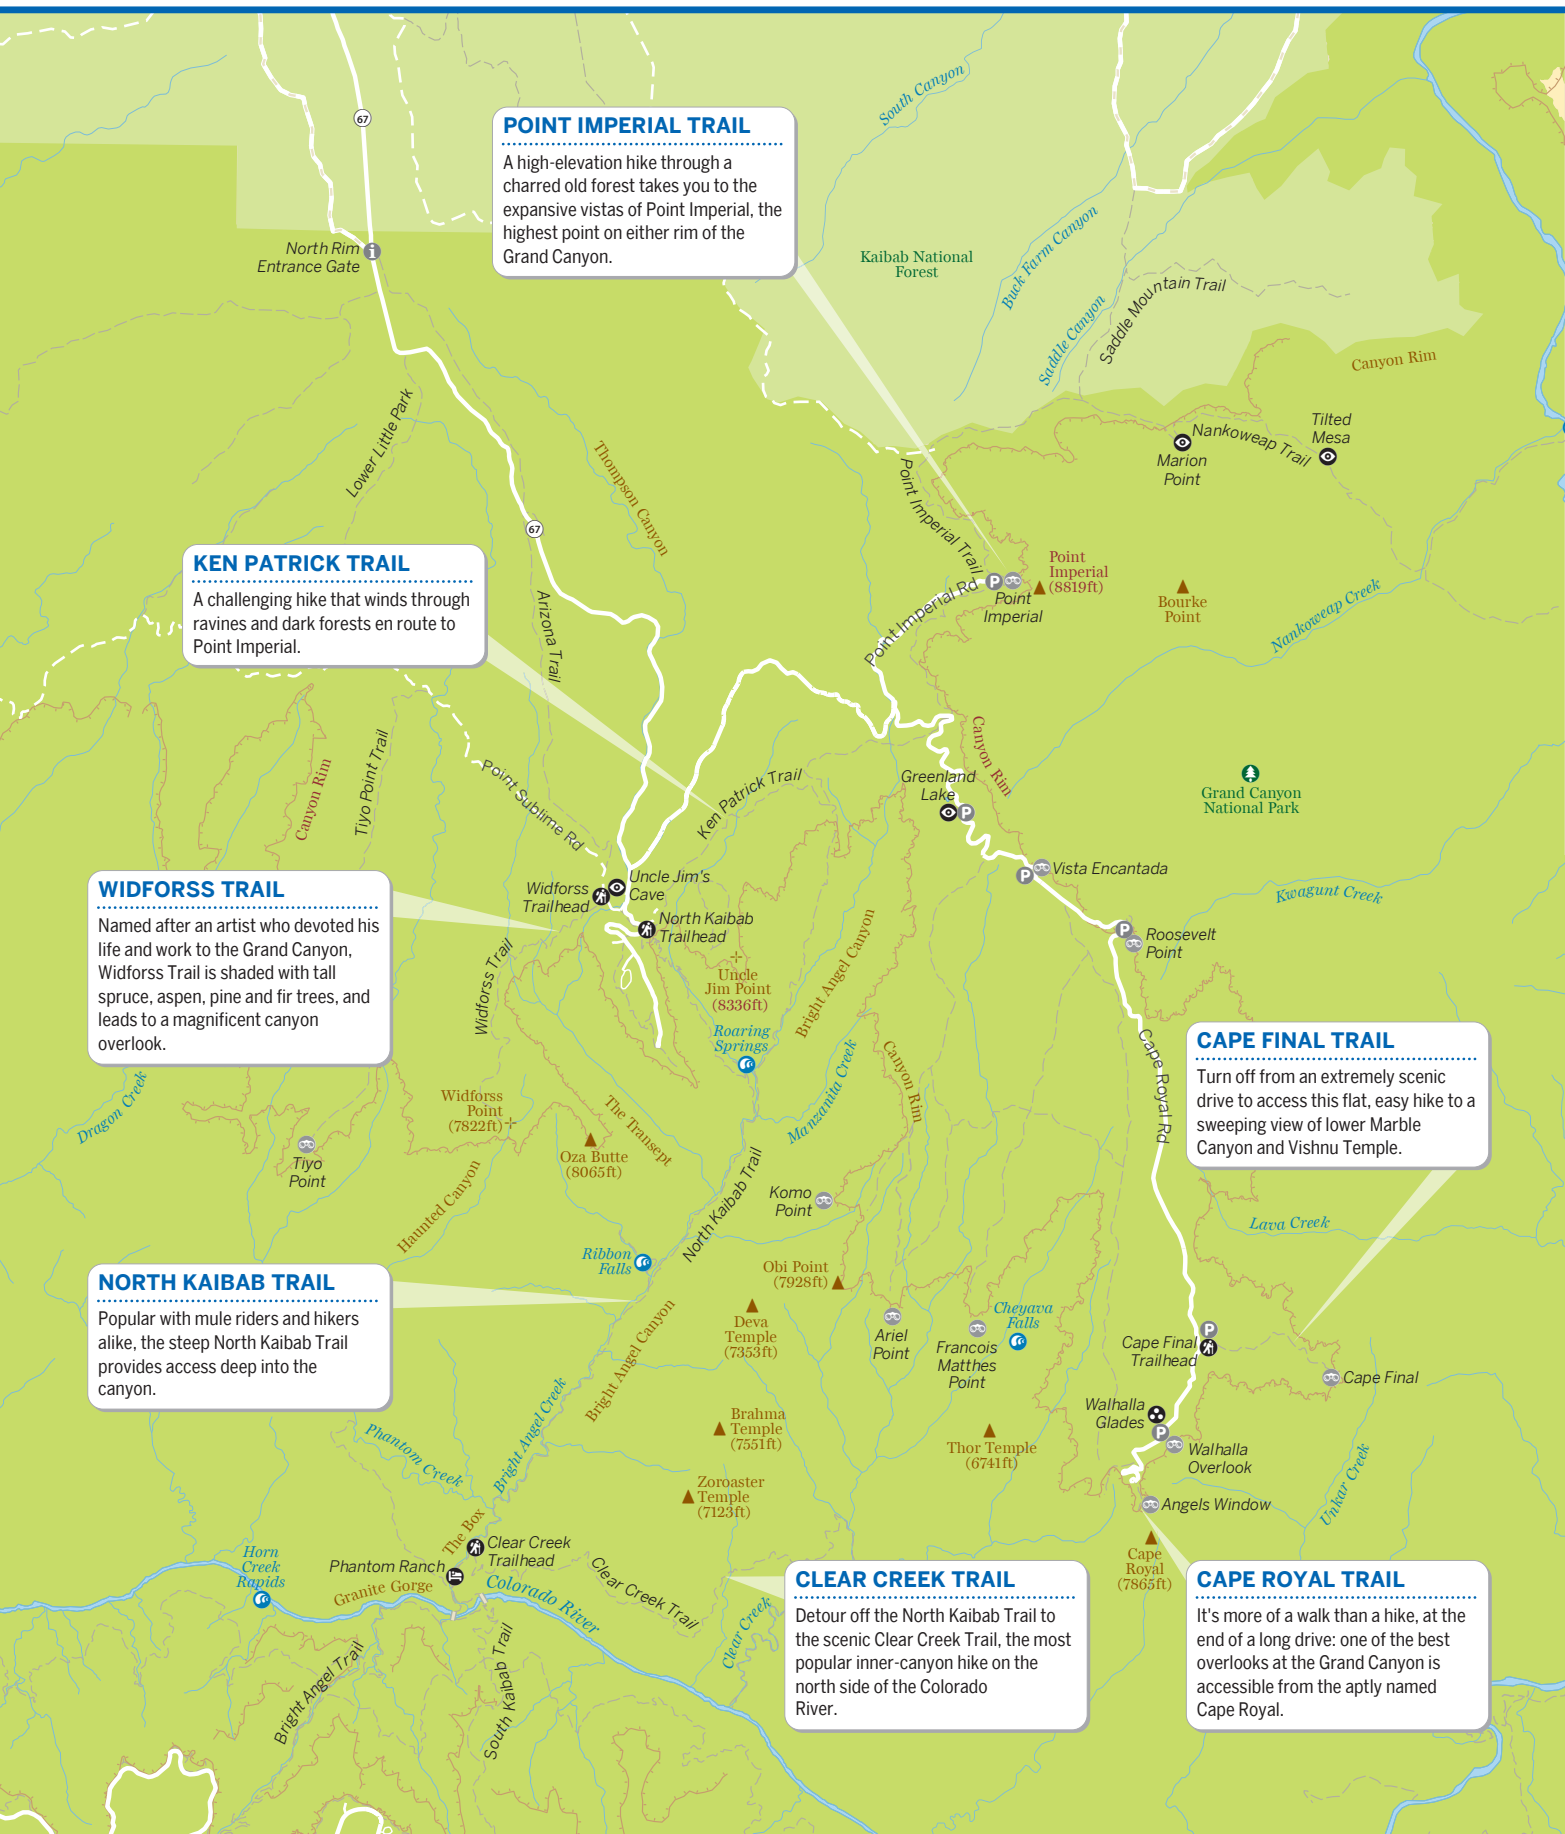 South Canyon
67
POINT IMPERIAL TRAIL
A high-elevation hike through a
charred old forest takes you to the
expansive vistas of Point Imperial, the
highest point on either rim of the
Grand Canyon.
North Rim
Entrance Gate
Kaibab National
Forest
Buck Farm Canyon
Saddle Canyon
Saddle Mountain Trail
Canyon Rim
Lower Little Park
Thompson Canyon
Tilted
Mesa
Nankoweap Trail
Marion
Point
Point Imperial Trail
67
KEN PATRICK TRAIL
A challenging hike that winds through
ravines and dark forests en route to
Point Imperial.
Arizona Trail
Point Imperial Rd
P
Point
Imperial
Point
Imperial
(8819ft)
Bourke
Point
Nankoweap Creek
Canyon Rim
Tiyo Point Trail
Point Sublime Rd
Ken Patrick Trail
Canyon Rim
Greenland
Lake
P
Grand Canyon
National Park
Vista Encantada
P
Kwagunt Creek
WIDFORSS TRAIL
Named after an artist who devoted his
life and work to the Grand Canyon,
Widforss Trail is shaded with tall
spruce, aspen, pine and fir trees, and
leads to a magnificent canyon
overlook.
Widforss
Trailhead
Uncle Jim's
Cave
North Kaibab
Trailhead
Widforss Trail
Uncle
Jim Point
(8336ft)
Bright Angel Canyon
P
Roosevelt
Point
Roaring
Springs
Manzanita Creek
Canyon Rim
Cape Royal Rd
CAPE FINAL TRAIL
Turn off from an extremely scenic
drive to access this flat, easy hike to a
sweeping view of lower Marble
Canyon and Vishnu Temple.
Dragon Creek
Widforss
Point
(7822ft)
The Transept
Oza Butte
(8065ft)
Tiyo
Point
Haunted Canyon
North Kaibab Trail
Komo
Point
Lava Creek
Ribbon
Falls
NORTH KAIBAB TRAIL
Popular with mule riders and hikers
alike, the steep North Kaibab Trail
provides access deep into the
canyon.
Obi Point
(7928ft)
Deva
Temple
(7353ft)
Ariel
Point
Francois
Matthes
Point
Cheyava
Falls
P
Cape Final
Trailhead
Cape Final
Bright Angel Canyon
Bright Angel Creek
Brahma
Temple
(7551ft)
Thor Temple
(6741ft)
Walhalla
Glades
P
Walhalla
Overlook
Phantom Creek
Zoroaster
Temple
(7123ft)
Angels Window
Unkar Creek
The Box
Clear Creek
Trailhead
Phantom Ranch
Horn
Creek
Rapids
Granite Gorge
Colorado River
Clear Creek Trail
Clear Creek
Cape
Royal
(7865ft)
CLEAR CREEK TRAIL
Detour off the North Kaibab Trail to
the scenic Clear Creek Trail, the most
popular inner-canyon hike on the
north side of the Colorado
River.
CAPE ROYAL TRAIL
It's more of a walk than a hike, at the
end of a long drive: one of the best
overlooks at the Grand Canyon is
accessible from the aptly named
Cape Royal.
Bright Angel Trail
South Kaibab Trail